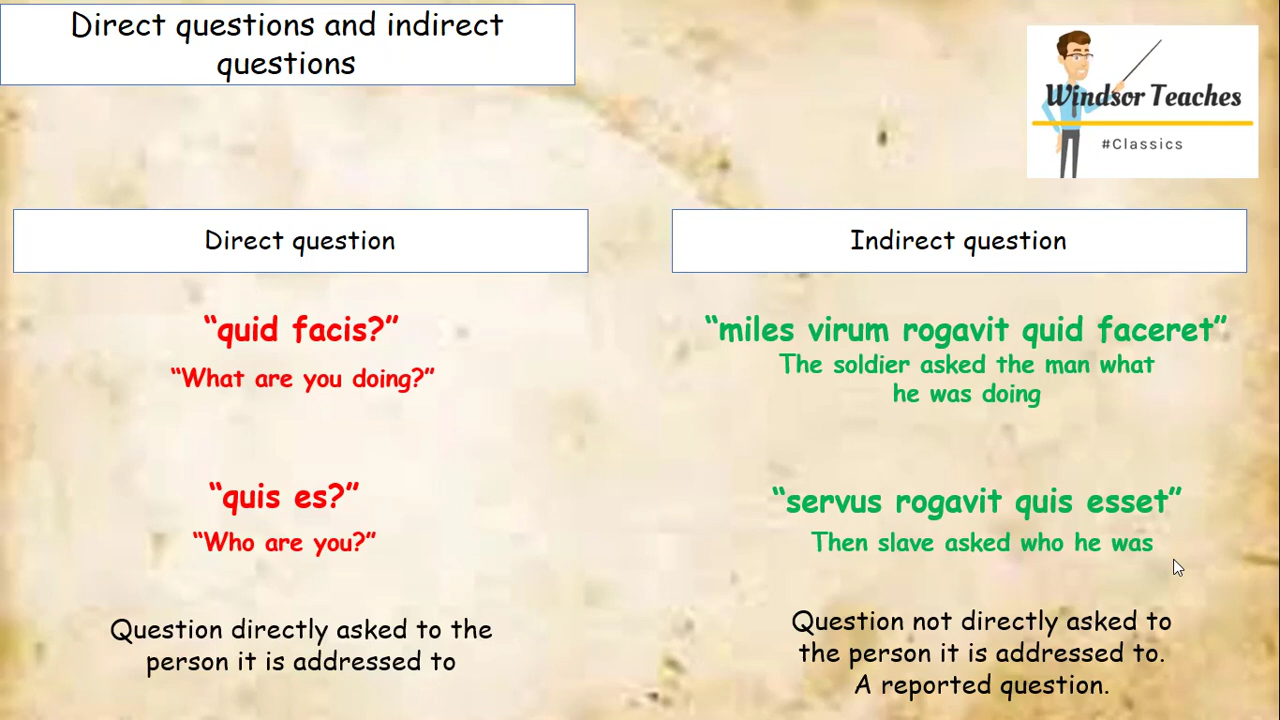 Direct questions and indirect
questions
Windsor Teaches
#Classics
Direct question
Indirect question
“quid facis?”
“What are you doing?”
“miles virum rogavit quid faceret”
The soldier asked the man what
he was doing
“quis es?”
“Who are you?”
“servus rogavit quis esset”
Then slave asked who he was
Question directly asked to the
person it is addressed to
Question not directly asked to
the person it is addressed to.
A reported question.